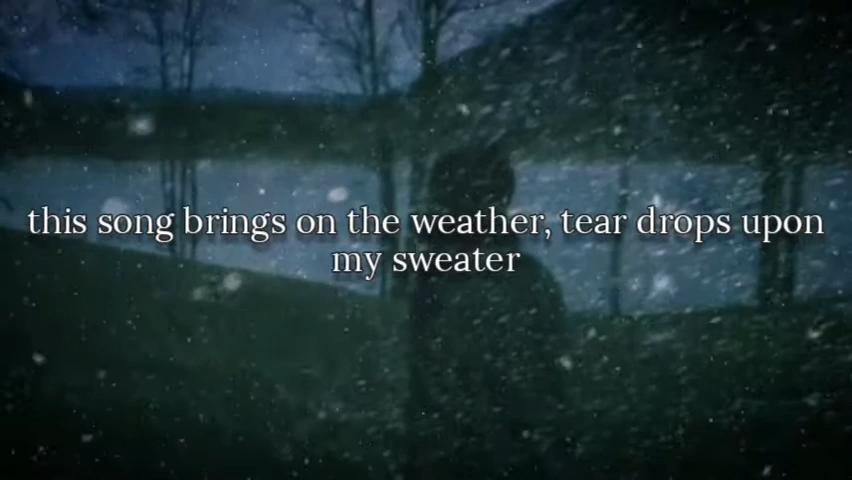 this song brings on the weather, tear drops upon
my sweater